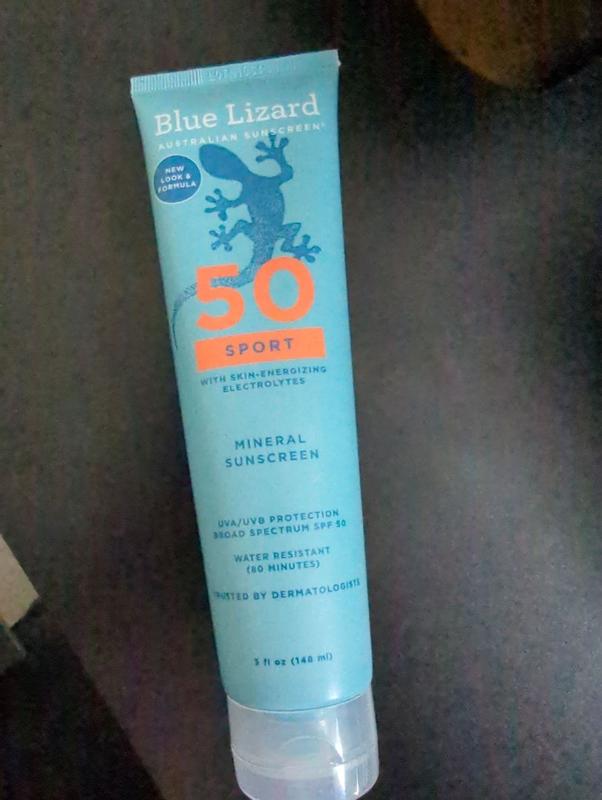 Blue Lizard
AUSTRALIAN SUNSCREEN®
NEW
LOOK &
FORMULA
50
SPORT
WITH SKIN-ENERGIZING
ELECTROLYTES
MINERAL
SUNSCREEN
UVA/UVB PROTECTION
BROAD SPECTRUM SPF 50
WATER RESISTANT
(80 MINUTES)
TRUSTED BY DERMATOLOGISTS
5 fl oz (148 ml)